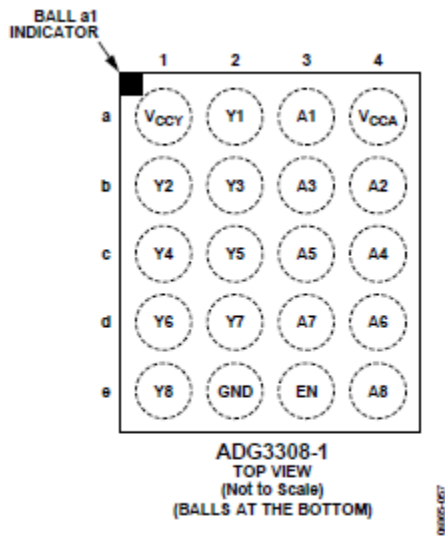 BALL a1
INDICATOR
1 2 3 4
a VCCY Y1 A1 VCCA
b Y2 Y3 A3 A2
c Y4 Y5 A5 A4
d Y6 Y7 A7 A6
e Y8 GND EN A8
ADG3308-1
TOP VIEW
(Not to Scale)
(BALLS AT THE BOTTOM)